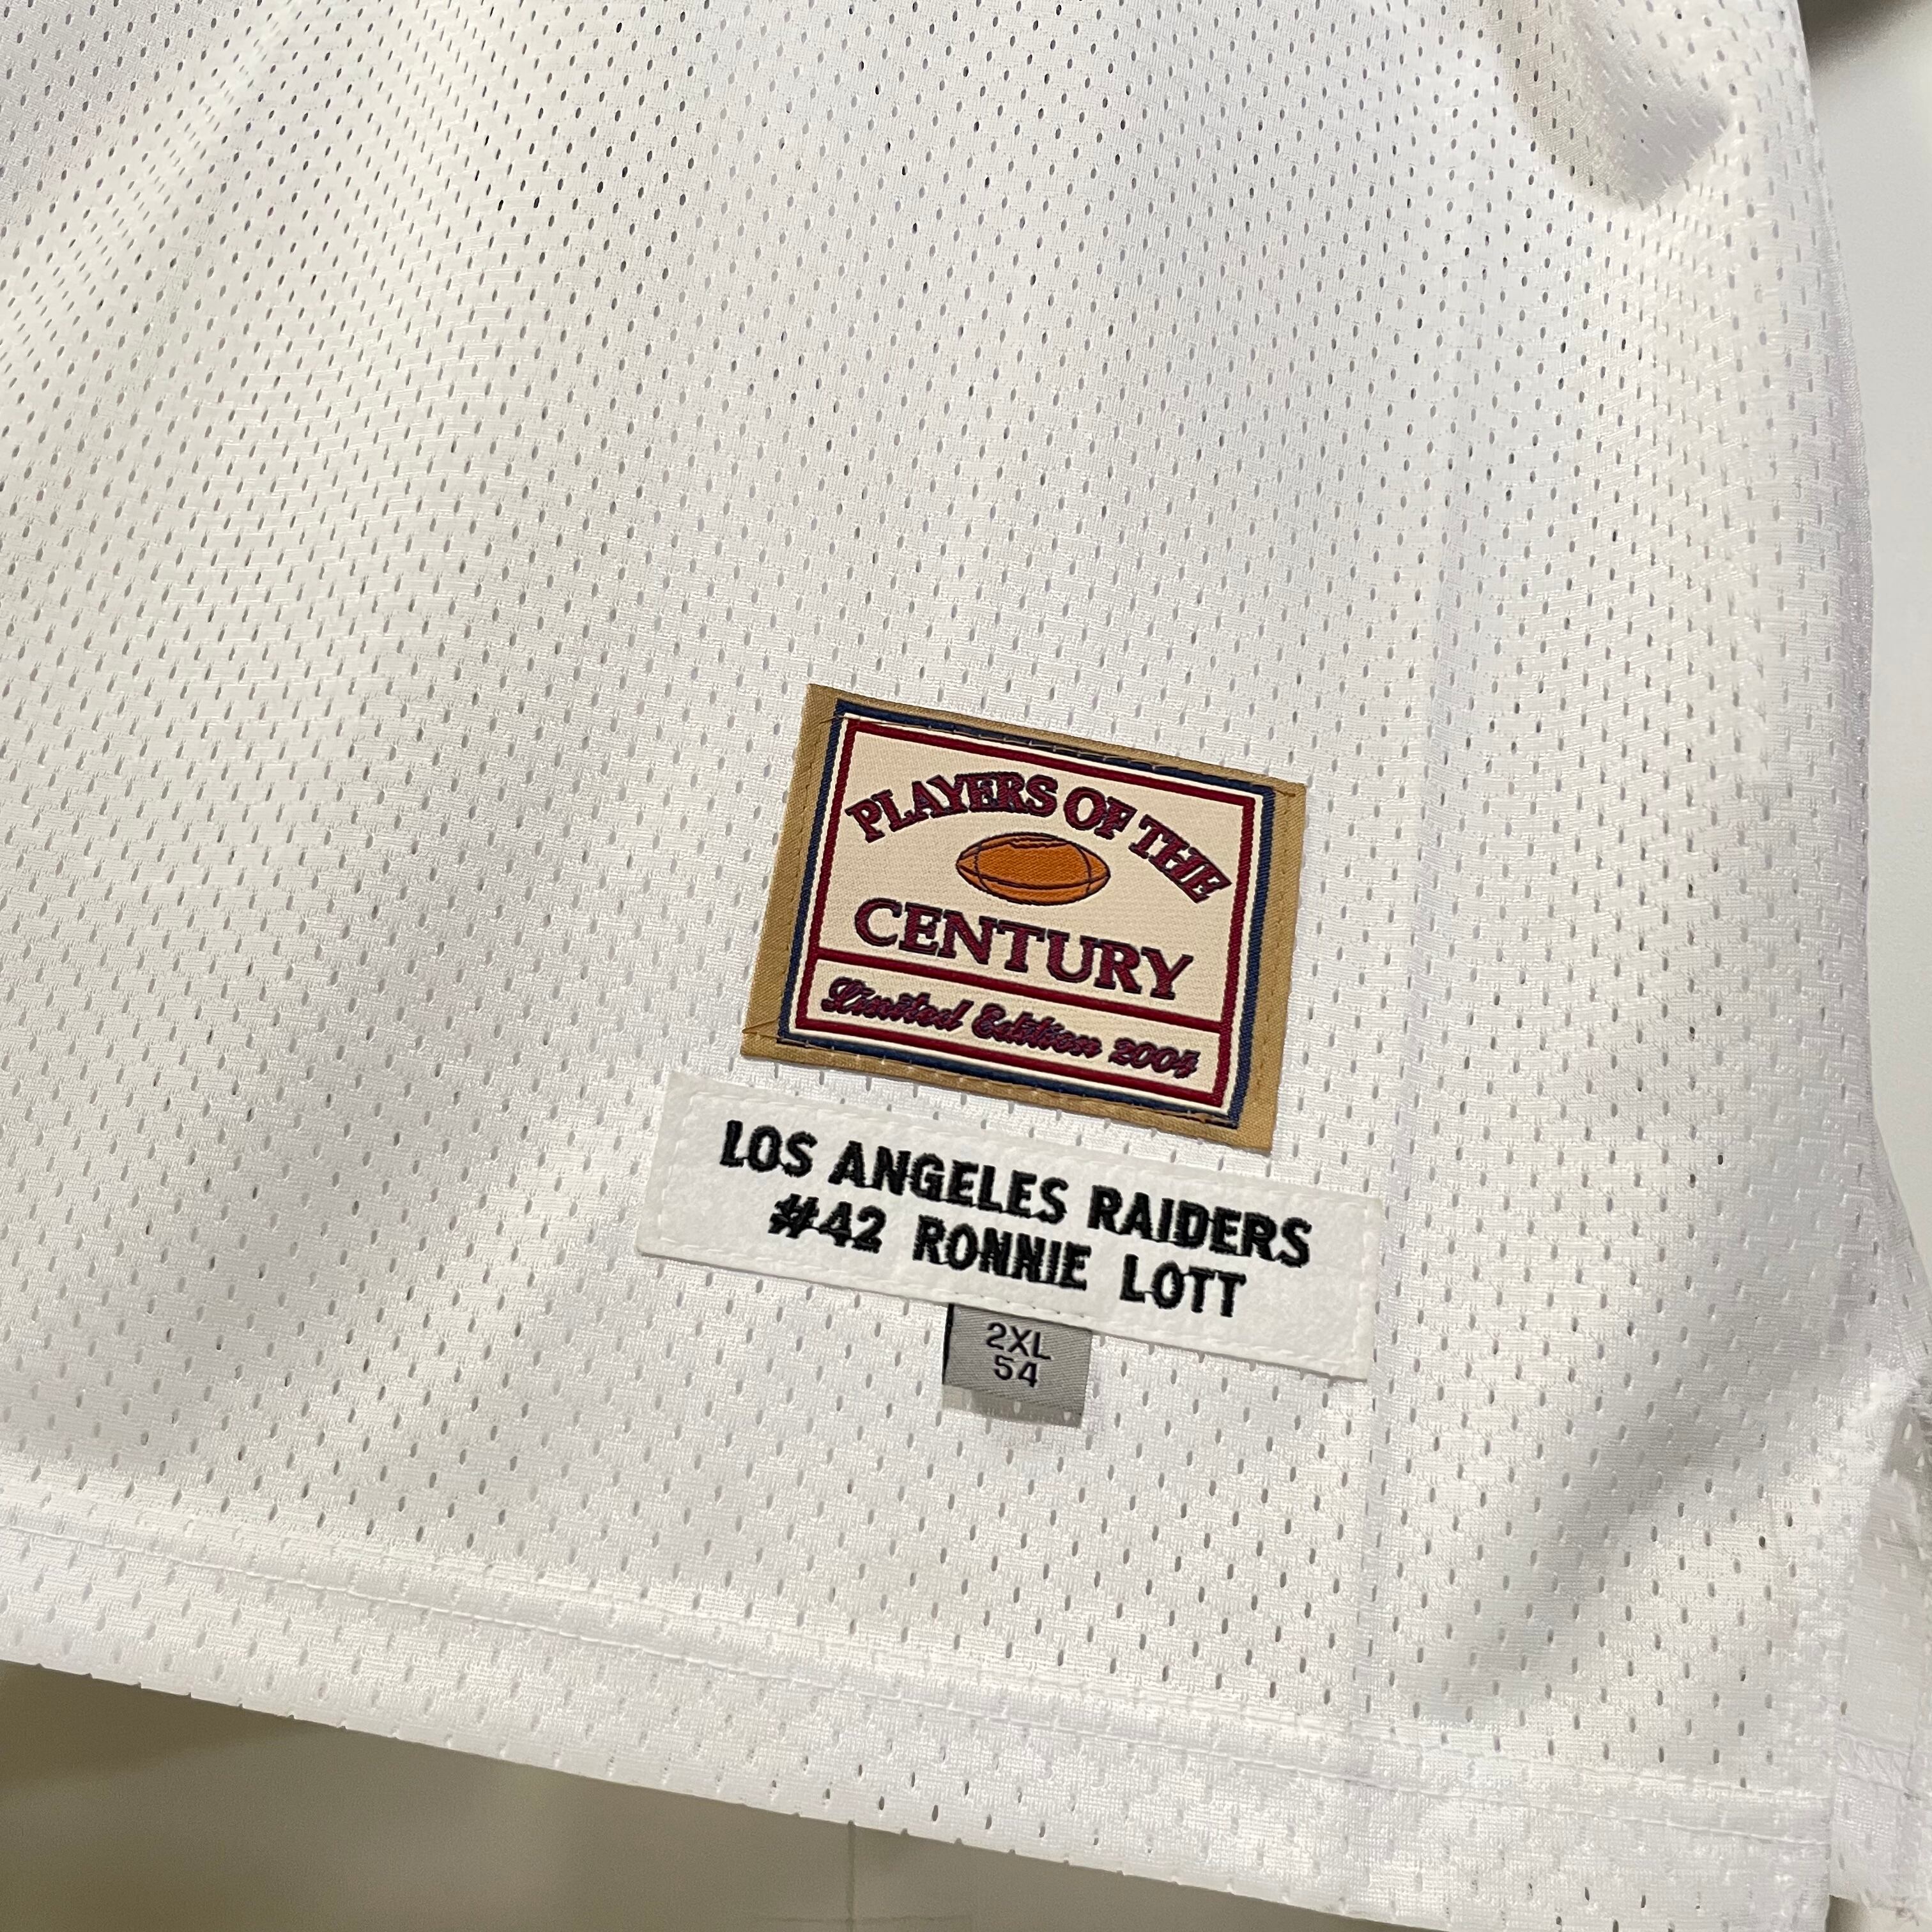 PLAYERS OF THE
CENTURY
Limited Edition 2004
LOS ANGELES RAIDERS
#42 RONNIE LOTT
2XL
54